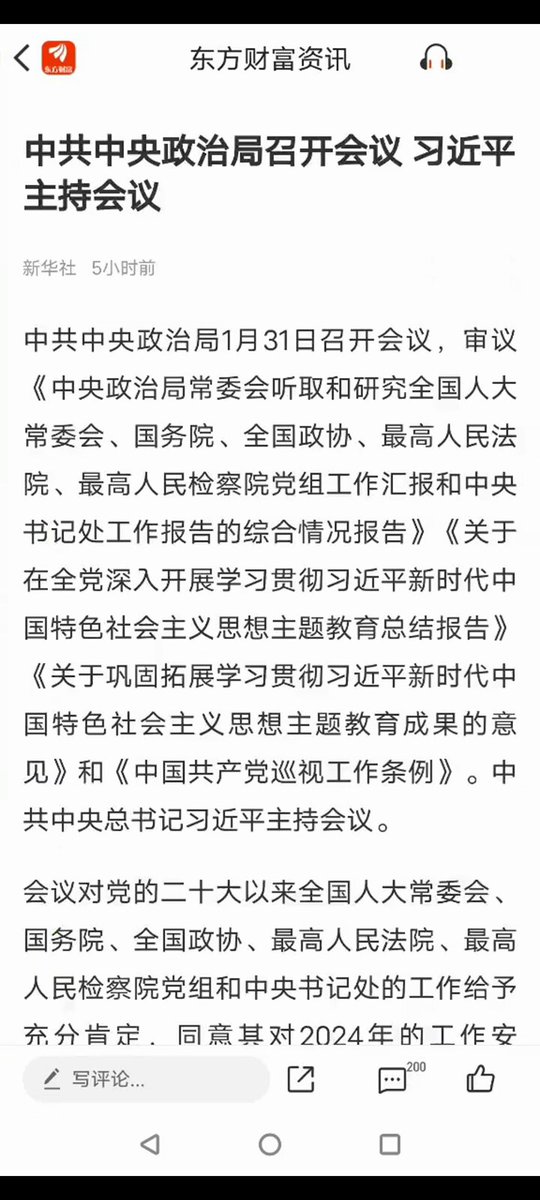 东方财富
东方财富资讯
中共中央政治局召开会议 习近平
主持会议
新华社 5小时前
中共中央政治局1月31日召开会议，审议
《中央政治局常委会听取和研究全国人大
常委会、国务院、全国政协、最高人民法
院、最高人民检察院党组工作汇报和中央
书记处工作报告的综合情况报告》《关于
在全党深入开展学习贯彻习近平新时代中
国特色社会主义思想主题教育总结报告》
《关于巩固拓展学习贯彻习近平新时代中
国特色社会主义思想主题教育成果的意
见》和《中国共产党巡视工作条例》。中
共中央总书记习近平主持会议。
会议对党的二十大以来全国人大常委会、
国务院、全国政协、最高人民法院、最高
人民检察院党组和中央书记处的工作给予
充分肯定，同意其对2024年的工作安
写评论...
200